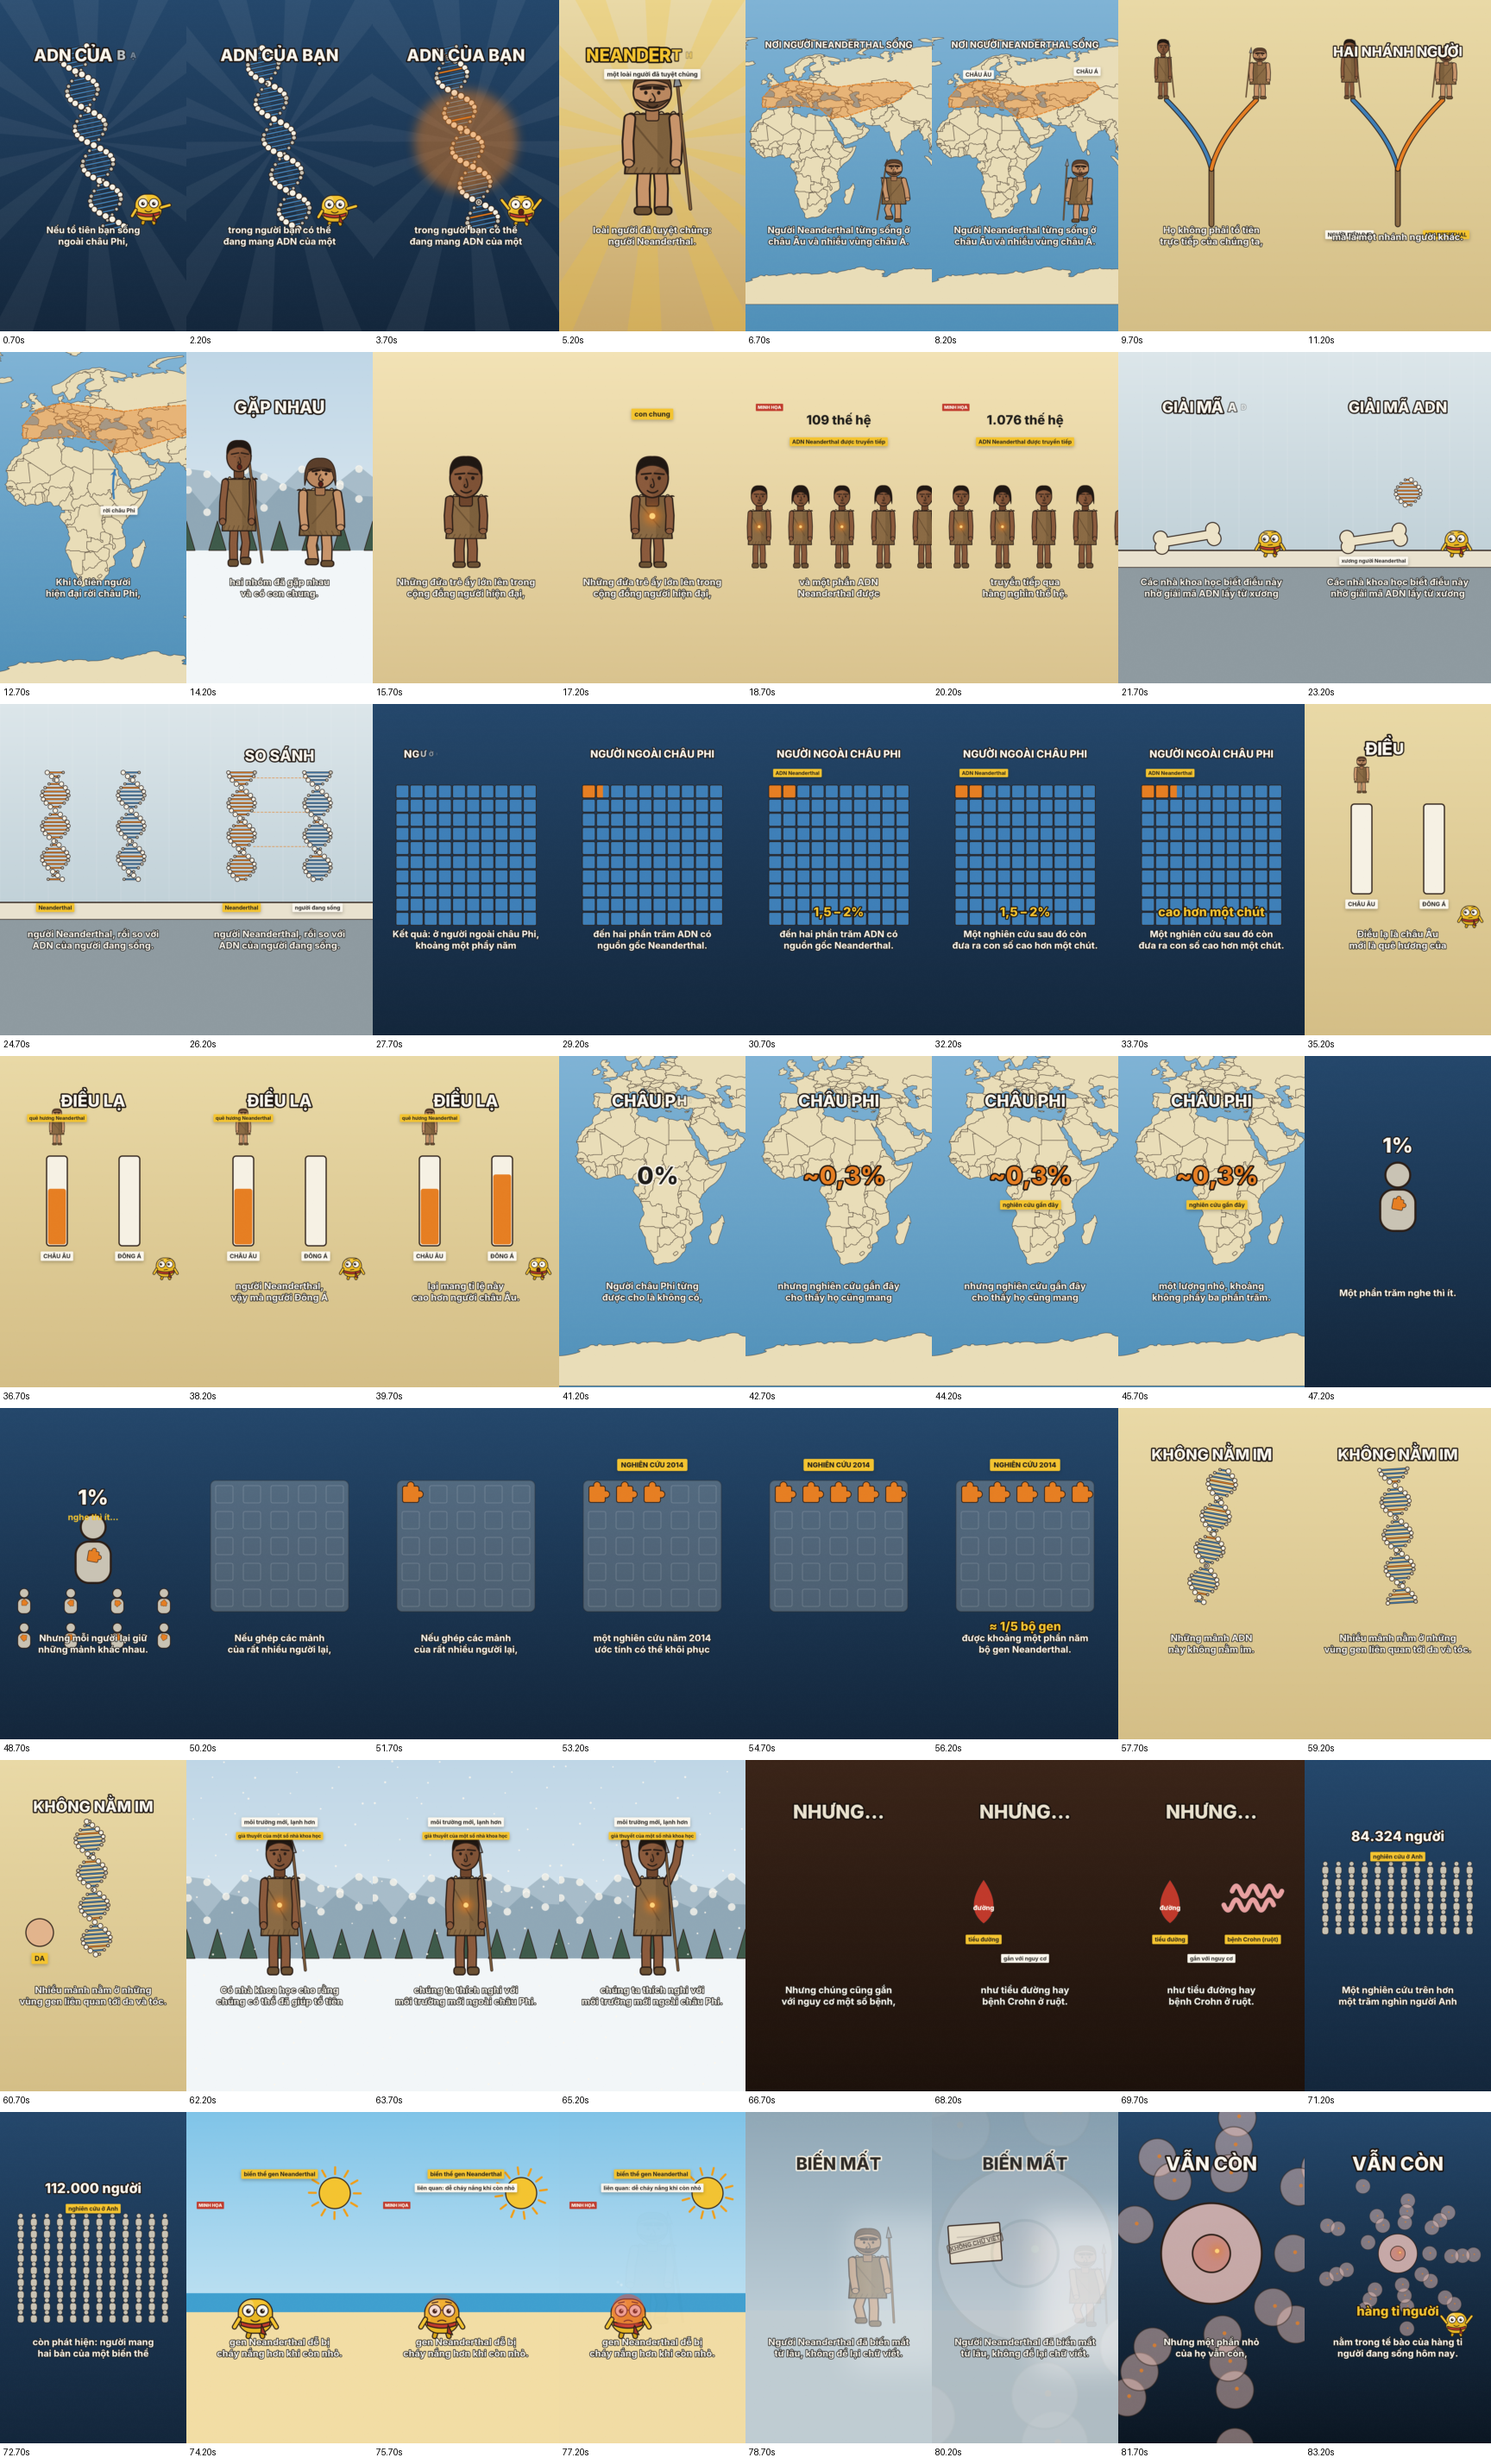 ADN CỦA B A
Nếu tổ tiên bạn sống
ngoài châu Phi,
0.70s
ADN CỦA BẠN
trong người bạn có thể
đang mang ADN của một
2.20s
ADN CỦA BẠN
trong người bạn có thể
đang mang ADN của một
3.70s
NEANDERT H
một loài người đã tuyệt chủng
loài người đã tuyệt chủng:
người Neanderthal.
5.20s
NƠI NGƯỜI NEANDERTHAL SỐNG
Người Neanderthal từng sống ở
châu Âu và nhiều vùng châu Á.
6.70s
NƠI NGƯỜI NEANDERTHAL SỐNG
CHÂU ÂU
CHÂU Á
Người Neanderthal từng sống ở
châu Âu và nhiều vùng châu Á.
8.20s
Họ không phải tổ tiên
trực tiếp của chúng ta,
9.70s
HAI NHÁNH NGƯỜI
mà là một nhánh người khác.
11.20s
rời châu Phi
Khi tổ tiên người
hiện đại rời châu Phi,
12.70s
GẶP NHAU
hai nhóm đã gặp nhau
và có con chung.
14.20s
Những đứa trẻ ấy lớn lên trong
cộng đồng người hiện đại,
15.70s
con chung
Những đứa trẻ ấy lớn lên trong
cộng đồng người hiện đại,
17.20s
MINH HỌA
109 thế hệ
ADN Neanderthal được truyền tiếp
và một phần ADN
Neanderthal được
18.70s
MINH HỌA
1.076 thế hệ
ADN Neanderthal được truyền tiếp
truyền tiếp qua
hàng nghìn thế hệ.
20.20s
GIẢI MÃ A D
Các nhà khoa học biết điều này
nhờ giải mã ADN lấy từ xương
21.70s
GIẢI MÃ ADN
xương người Neanderthal
Các nhà khoa học biết điều này
nhờ giải mã ADN lấy từ xương
23.20s
Neanderthal
người Neanderthal, rồi so với
ADN của người đang sống.
24.70s
SO SÁNH
Neanderthal
người đang sống
người Neanderthal, rồi so với
ADN của người đang sống.
26.20s
NGƯ Ờ
Kết quả: ở người ngoài châu Phi,
khoảng một phẩy năm
27.70s
NGƯỜI NGOÀI CHÂU PHI
đến hai phần trăm ADN có
nguồn gốc Neanderthal.
29.20s
NGƯỜI NGOÀI CHÂU PHI
ADN Neanderthal
1,5–2%
đến hai phần trăm ADN có
nguồn gốc Neanderthal.
30.70s
NGƯỜI NGOÀI CHÂU PHI
ADN Neanderthal
1,5–2%
Một nghiên cứu sau đó còn
đưa ra con số cao hơn một chút.
32.20s
NGƯỜI NGOÀI CHÂU PHI
ADN Neanderthal
cao hơn một chút
Một nghiên cứu sau đó còn
đưa ra con số cao hơn một chút.
33.70s
ĐIỀU
CHÂU ÂU
ĐÔNG Á
Điều lạ là châu Âu
mới là quê hương của
35.20s
ĐIỀU LẠ
quê hương Neanderthal
CHÂU ÂU
ĐÔNG Á
36.70s
ĐIỀU LẠ
quê hương Neanderthal
CHÂU ÂU
ĐÔNG Á
người Neanderthal,
vậy mà người Đông Á
38.20s
ĐIỀU LẠ
quê hương Neanderthal
CHÂU ÂU
ĐÔNG Á
lại mang tỉ lệ này
cao hơn người châu Âu.
39.70s
CHÂU PH
0%
Người châu Phi từng
được cho là không có,
41.20s
CHÂU PHI
~0,3%
nhưng nghiên cứu gần đây
cho thấy họ cũng mang
42.70s
CHÂU PHI
~0,3%
nghiên cứu gần đây
nhưng nghiên cứu gần đây
cho thấy họ cũng mang
44.20s
CHÂU PHI
~0,3%
nghiên cứu gần đây
một lượng nhỏ, khoảng
không phẩy ba phần trăm.
45.70s
1%
Một phần trăm nghe thì ít.
47.20s
1%
nghe thì ít...
Nhưng mỗi người lại giữ
những mảnh khác nhau.
48.70s
Nếu ghép các mảnh
của rất nhiều người lại,
50.20s
Nếu ghép các mảnh
của rất nhiều người lại,
51.70s
NGHIÊN CỨU 2014
một nghiên cứu năm 2014
ước tính có thể khôi phục
53.20s
NGHIÊN CỨU 2014
54.70s
NGHIÊN CỨU 2014
≈ 1/5 bộ gen
được khoảng một phần năm
bộ gen Neanderthal.
56.20s
KHÔNG NẰM IM
Những mảnh ADN
này không nằm im.
57.70s
KHÔNG NẰM IM
Nhiều mảnh nằm ở những
vùng gen liên quan tới da và tóc.
59.20s
KHÔNG NẰM IM
DA
Nhiều mảnh nằm ở những
vùng gen liên quan tới da và tóc.
60.70s
môi trường mới, lạnh hơn
giả thuyết của một số nhà khoa học
Có nhà khoa học cho rằng
chúng có thể đã giúp tổ tiên
62.20s
môi trường mới, lạnh hơn
giả thuyết của một số nhà khoa học
chúng ta thích nghi với
môi trường mới ngoài châu Phi.
63.70s
môi trường mới, lạnh hơn
giả thuyết của một số nhà khoa học
chúng ta thích nghi với
môi trường mới ngoài châu Phi.
65.20s
NHƯNG...
Nhưng chúng cũng gắn
với nguy cơ một số bệnh,
66.70s
NHƯNG...
đường
tiểu đường
gắn với nguy cơ
như tiểu đường hay
bệnh Crohn ở ruột.
68.20s
NHƯNG...
đường
tiểu đường
bệnh Crohn (ruột)
gắn với nguy cơ
như tiểu đường hay
bệnh Crohn ở ruột.
69.70s
84.324 người
nghiên cứu ở Anh
Một nghiên cứu trên hơn
một trăm nghìn người Anh
71.20s
112.000 người
nghiên cứu ở Anh
còn phát hiện: người mang
hai bản của một biến thể
72.70s
biến thể gen Neanderthal
MINH HỌA
gen Neanderthal dễ bị
cháy nắng hơn khi còn nhỏ.
74.20s
biến thể gen Neanderthal
liên quan: dễ cháy nắng khi còn nhỏ
MINH HỌA
gen Neanderthal dễ bị
cháy nắng hơn khi còn nhỏ.
75.70s
biến thể gen Neanderthal
liên quan: dễ cháy nắng khi còn nhỏ
MINH HỌA
gen Neanderthal dễ bị
cháy nắng hơn khi còn nhỏ.
77.20s
BIẾN MẤT
Người Neanderthal đã biến mất
từ lâu, không để lại chữ viết.
78.70s
BIẾN MẤT
KHÔNG CHỮ VIẾT
Người Neanderthal đã biến mất
từ lâu, không để lại chữ viết.
80.20s
VẪN CÒN
Nhưng một phần nhỏ
của họ vẫn còn,
81.70s
VẪN CÒN
hàng tỉ người
nằm trong tế bào của hàng tỉ
người đang sống hôm nay.
83.20s